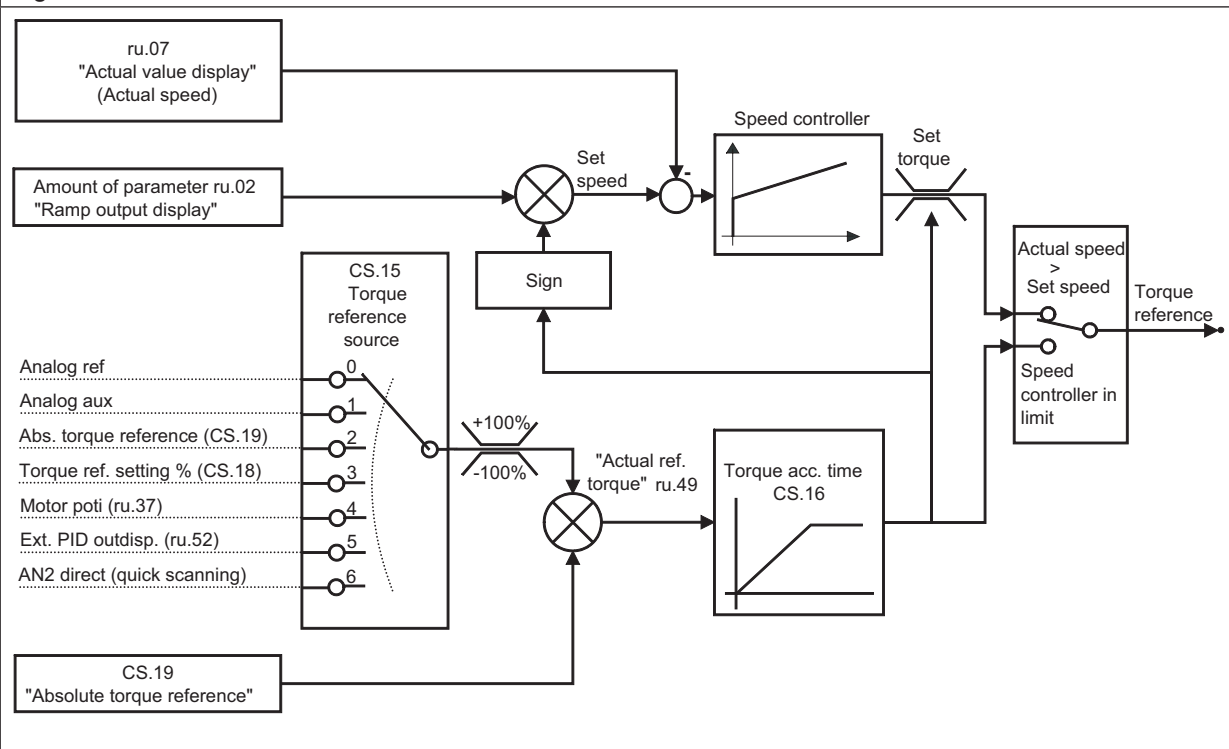 ru.07
"Actual value display"
(Actual speed)
Amount of parameter ru.02
"Ramp output display"
Set
speed
-
Speed controller
Set
torque
Sign
Actual speed
>
Set speed
Speed
controller in
limit
Torque
reference
CS.15
Torque
reference
source
Analog ref
0
Analog aux
1
Abs. torque reference (CS.19)
2
Torque ref. setting % (CS.18)
3
Motor poti (ru.37)
4
Ext. PID outdisp. (ru.52)
5
AN2 direct (quick scanning)
6
+100%
-100%
"Actual ref.
torque" ru.49
Torque acc. time
CS.16
CS.19
"Absolute torque reference"